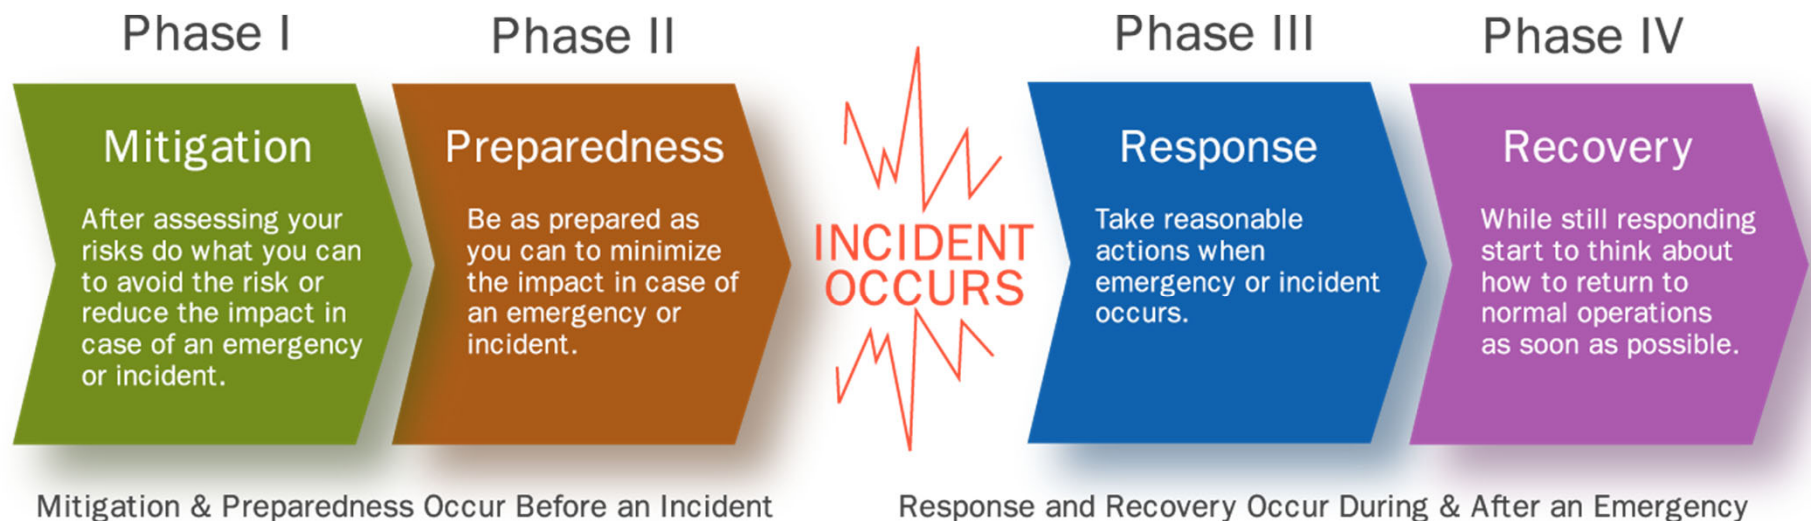 Phase I
Phase II
Phase III
Phase IV
Mitigation
After assessing your
risks do what you can
to avoid the risk or
reduce the impact in
case of an emergency
or incident.
Preparedness
Be as prepared as
you can to minimize
the impact in case of
an emergency or
incident.
INCIDENT
OCCURS
Response
Take reasonable
actions when
emergency or incident
occurs.
Recovery
While still responding
start to think about
how to return to
normal operations
as soon as possible.
Mitigation & Preparedness Occur Before an Incident
Response and Recovery Occur During & After an Emergency